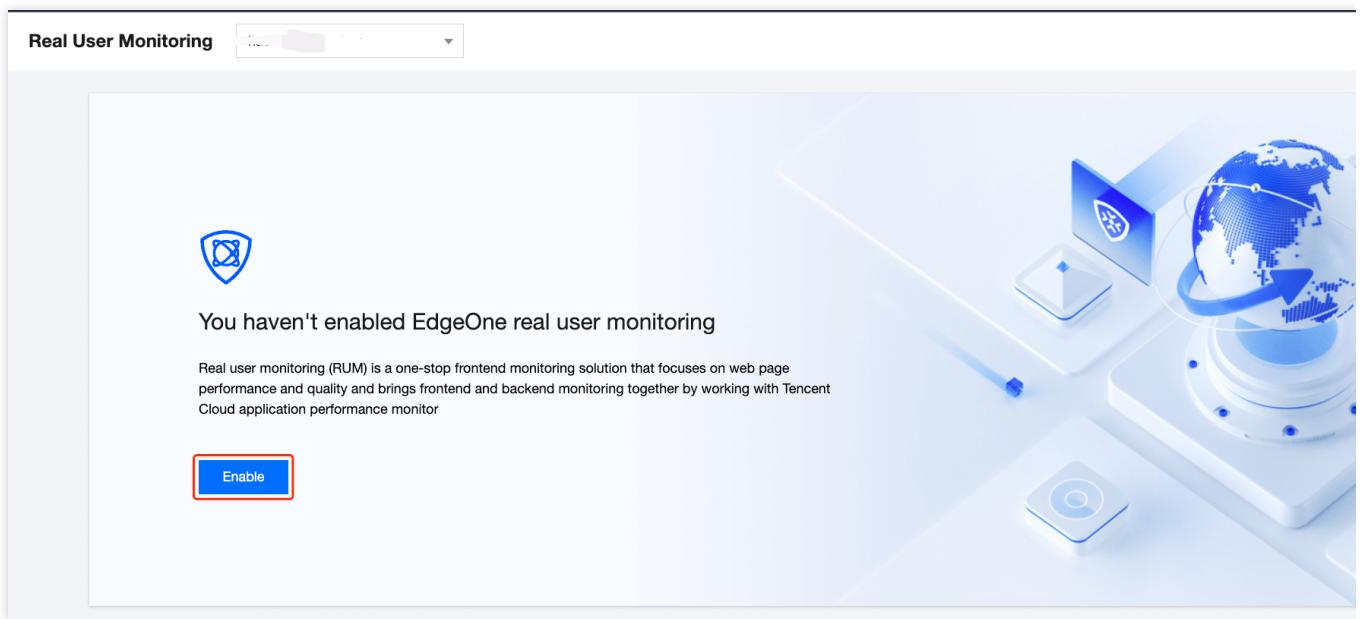 Real User Monitoring
You haven't enabled EdgeOne real user monitoring
Real user monitoring (RUM) is a one-stop frontend monitoring solution that focuses on web page
performance and quality and brings frontend and backend monitoring together by working with Tencent
Cloud application performance monitor
Enable